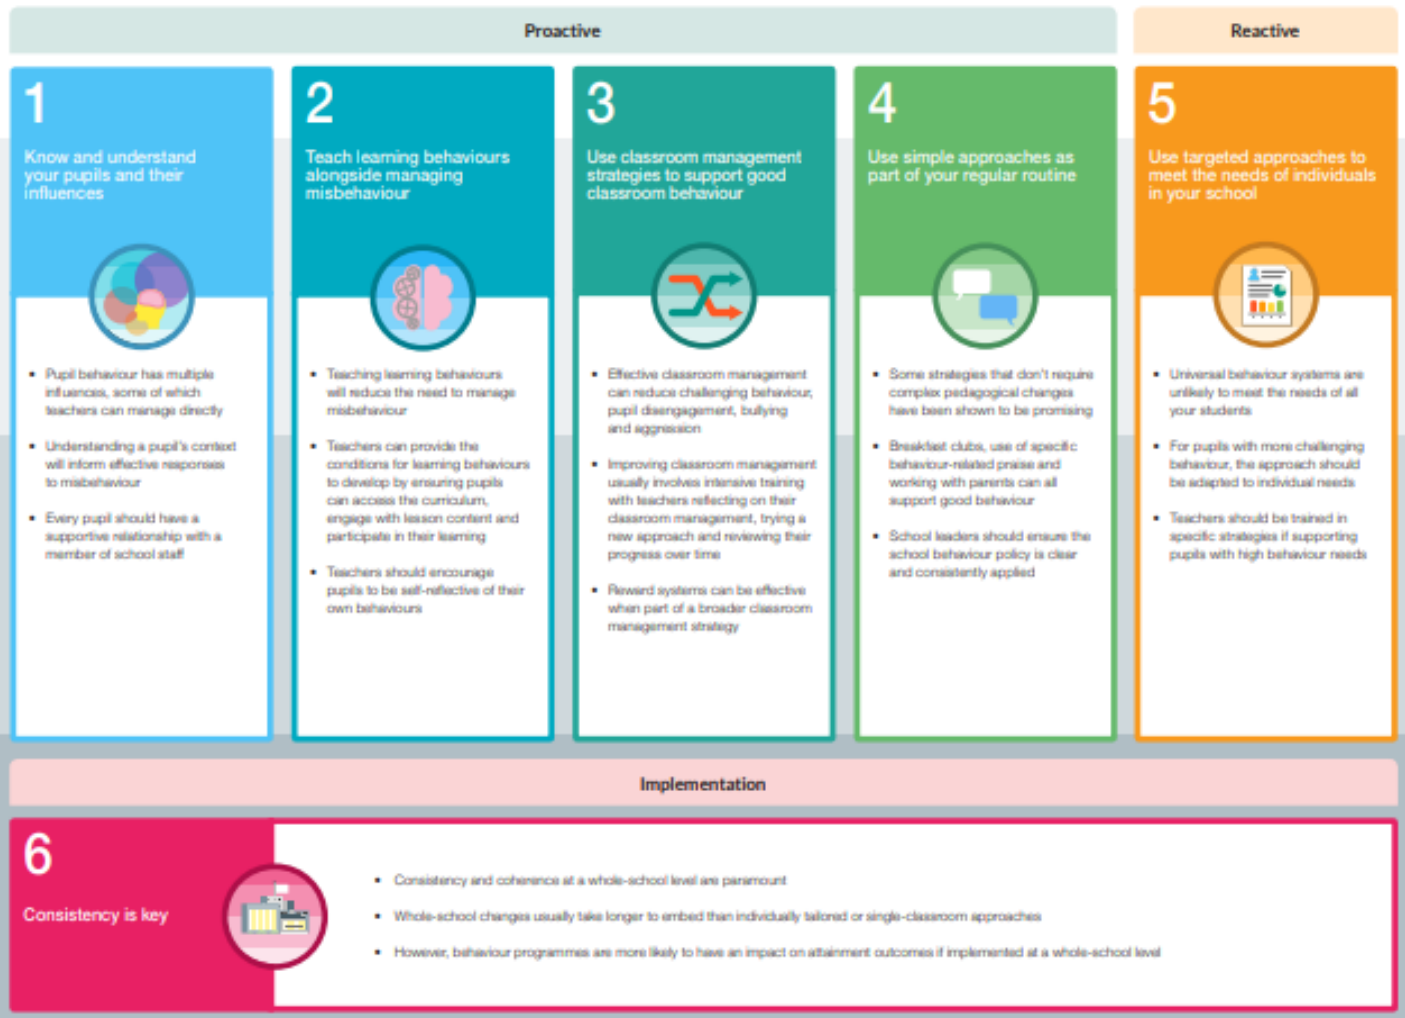 Proactive
Reactive
1
Know and understand
your pupils and their
influences
• Pupil behaviour has multiple
influences, some of which
teachers can manage directly
• Understanding a pupil's context
will inform effective responses
to misbehaviour
• Every pupil should have a
supportive relationship with a
member of school staff
2
Teach learning behaviours
alongside managing
misbehaviour
• Teaching learning behaviours
will reduce the need to manage
misbehaviour
• Teachers can provide the
conditions for learning behaviours
to develop by ensuring pupils
can access the curriculum,
engage with lesson content and
participate in their learning
• Teachers should encourage
pupils to be self-reflective of their
own behaviours
3
Use classroom management
strategies to support good
classroom behaviour
• Effective classroom management
can reduce challenging behaviour,
pupil disengagement, bullying
and aggression
• Improving classroom management
usually involves intensive training
with teachers reflecting on their
classroom management, trying a
new approach and reviewing their
progress over time
• Reward systems can be effective
when part of a broader classroom
management strategy
4
Use simple approaches as
part of your regular routine
• Some strategies that don't require
complex pedagogical changes
have been shown to be promising
• Breakfast clubs, use of specific
behaviour-related praise and
working with parents can all
support good behaviour
• School leaders should ensure the
school behaviour policy is clear
and consistently applied
5
Use targeted approaches to
meet the needs of individuals
in your school
• Universal behaviour systems are
unlikely to meet the needs of all
your students
• For pupils with more challenging
behaviour, the approach should
be adapted to individual needs
• Teachers should be trained in
specific strategies if supporting
pupils with high behaviour needs
Implementation
6
Consistency is key
• Consistency and coherence at a whole-school level are paramount
• Whole-school changes usually take longer to embed than individually tailored or single-classroom approaches
• However, behaviour programmes are more likely to have an impact on attainment outcomes if implemented at a whole-school level